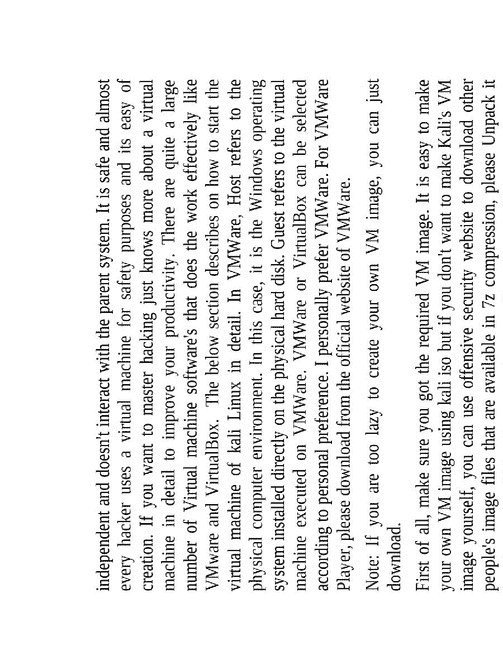 independent and doesn't interact with the parent system. It is safe and almost
every hacker uses a virtual machine for safety purposes and its easy of
creation. If you want to master hacking just knows more about a virtual
machine in detail to improve your productivity. There are quite a large
number of Virtual machine software's that does the work effectively like
VMware and VirtualBox. The below section describes on how to start the
virtual machine of kali Linux in detail. In VMWare, Host refers to the
physical computer environment. In this case, it is the Windows operating
system installed directly on the physical hard disk. Guest refers to the virtual
machine executed on VMWare. VMWare or VirtualBox can be selected
according to personal preference. I personally prefer VMWare. For VMWare
Player, please download from the official website of VMWare.
Note: If you are too lazy to create your own VM image, you can just
download.
First of all, make sure you got the required VM image. It is easy to make
your own VM image using kali iso but if you don't want to make Kali's VM
image yourself, you can use offensive security website to download other
people's image files that are available in 7z compression, please Unpack it